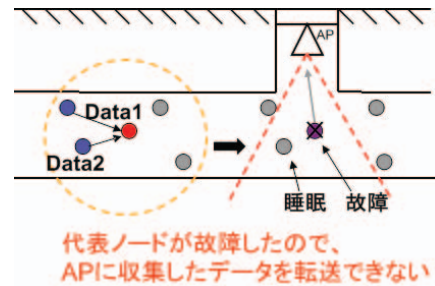 AP
Data1
Data2
睡眠 故障
代表ノードが故障したので、
APに収集したデータを転送できない